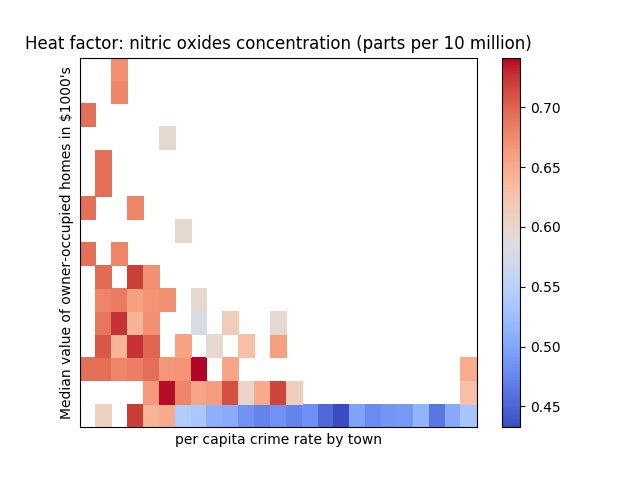 Heat factor: nitric oxides concentration (parts per 10 million)
Median value of owner-occupied homes in $1000's
per capita crime rate by town
0.70
0.65
0.60
0.55
0.50
0.45